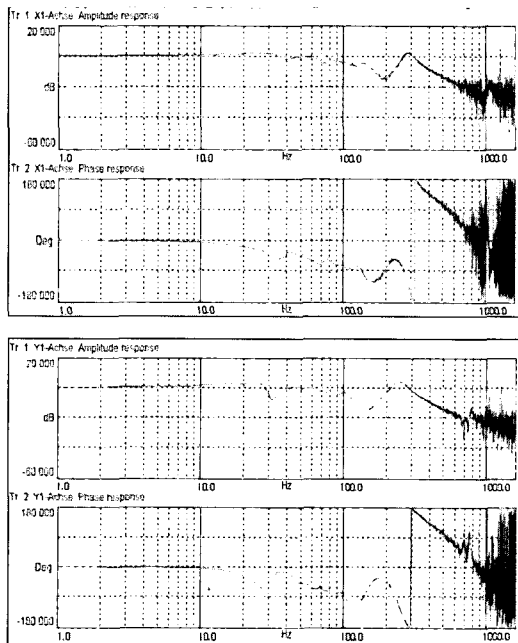 Tr 1 X1-Achse Amplitude response
20 000
dB
-60 000
1.0 10.0 Hz 100.0 1000.0
Tr 2 X1-Achse Phase response
180 000
Deg
-180 000
1.0 10.0 Hz 100.0 1000.0
Tr 1 Y1-Achse Amplitude response
20 000
dB
-60 000
1.0 10.0 Hz 100.0 1000.0
Tr 2 Y1-Achse Phase response
180 000
Deg
-180 000
1.0 10.0 Hz 100.0 1000.0